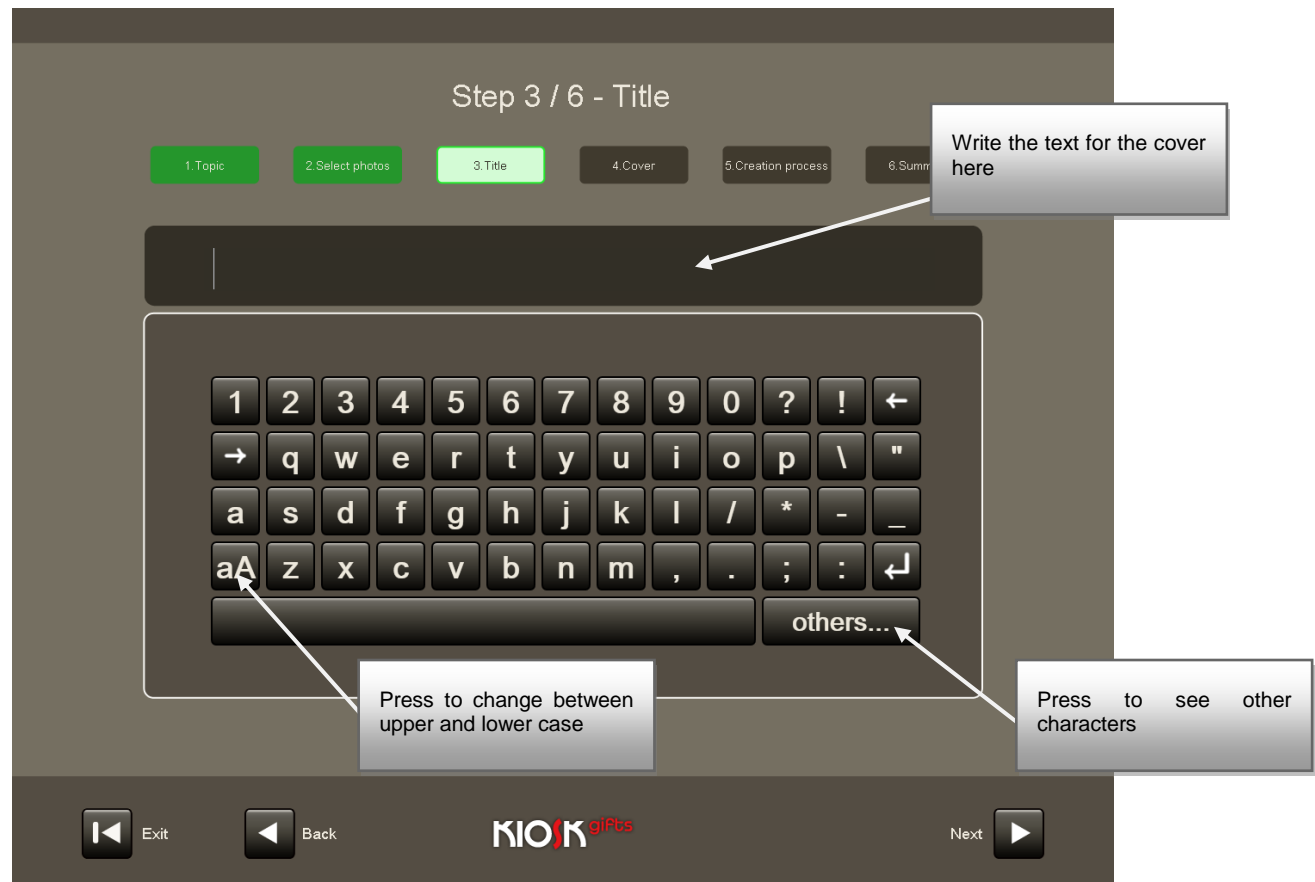 Step 3 / 6 - Title
Write the text for the cover
here
1.Topic 2.Select photos 3.Title 4.Cover 5.Creation process 6.Summ
1 2 3 4 5 6 7 8 9 0 ? ! ←
→ q w e r t y u i o p \ "
a s d f g h j k l / * - _
aA z x c v b n m , . ; : ↵
others...
Press to change between
upper and lower case
Press to see other
characters
Exit Back KIOSK gifts Next